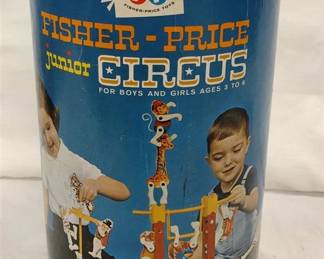 FISHER-PRICE TOYS
FISHER - PRICE
junior CIRCUS
FOR BOYS AND GIRLS AGES 3 TO 6